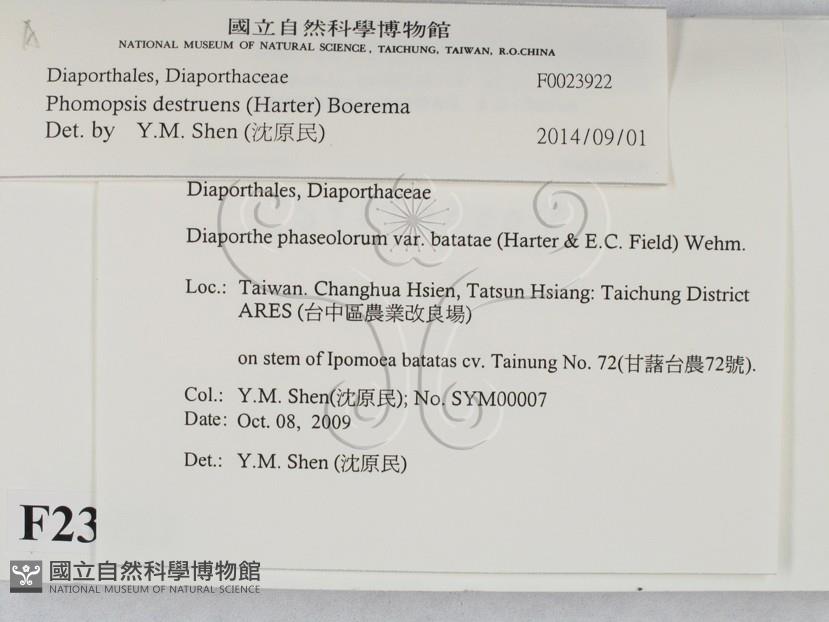 國立自然科學博物館
NATIONAL MUSEUM OF NATURAL SCIENCE, TAICHUNG, TAIWAN, R.O.CHINA
Diaporthales, Diaporthaceae F0023922
Phomopsis destruens (Harter) Boerema
Det. by Y.M. Shen (沈原民) 2014/09/01
Diaporthales, Diaporthaceae
Diaporthe phaseolorum var. batatae (Harter & E.C. Field) Wehm.
Loc.: Taiwan. Changhua Hsien, Tatsun Hsiang: Taichung District
ARES (台中區農業改良場)
on stem of Ipomoea batatas cv. Tainung No. 72(甘藷台農72號).
Col.: Y.M. Shen(沈原民); No. SYM00007
Date: Oct. 08, 2009
Det.: Y.M. Shen (沈原民)
F23
國立自然科學博物館
NATIONAL MUSEUM OF NATURAL SCIENCE